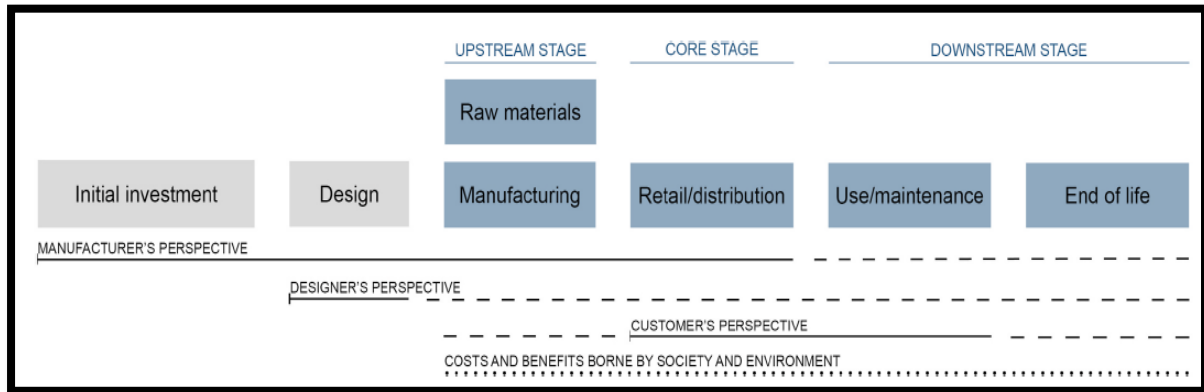 UPSTREAM STAGE
CORE STAGE
DOWNSTREAM STAGE
Raw materials
Initial investment
Design
Manufacturing
Retail/distribution
Use/maintenance
End of life
MANUFACTURER'S PERSPECTIVE
DESIGNER'S PERSPECTIVE
CUSTOMER'S PERSPECTIVE
COSTS AND BENEFITS BORNE BY SOCIETY AND ENVIRONMENT